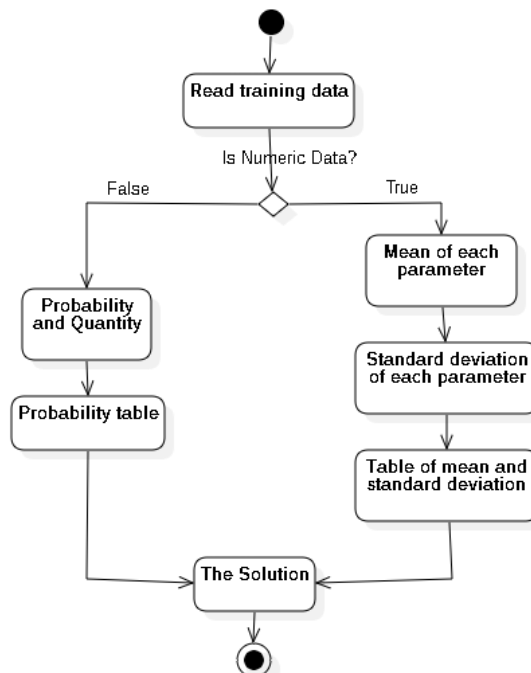 Read training data
Is Numeric Data?
False
True
Mean of each
parameter
Probability
and Quantity
Standard deviation
of each parameter
Probability table
Table of mean and
standard deviation
The Solution